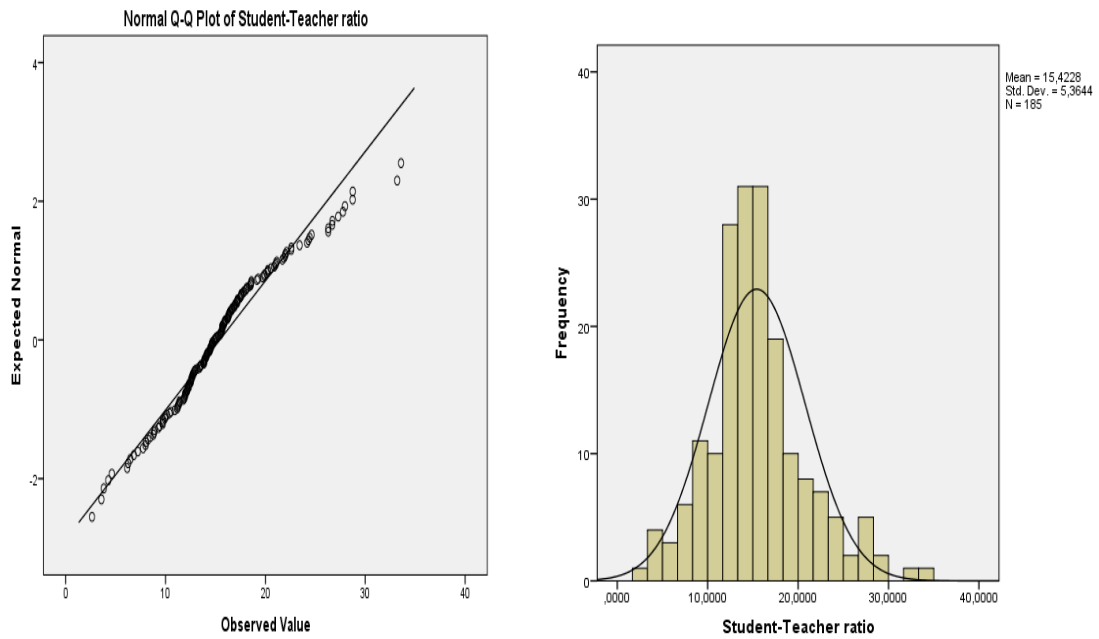 Normal Q-Q Plot of Student-Teacher ratio
4
2
0
-2
Expected Normal
0 10 20 30 40
Observed Value
40
30
20
10
0
Frequency
,0000 10,0000 20,0000 30,0000 40,0000
Student-Teacher ratio
Mean = 15,4228
Std. Dev. = 5,3644
N = 185